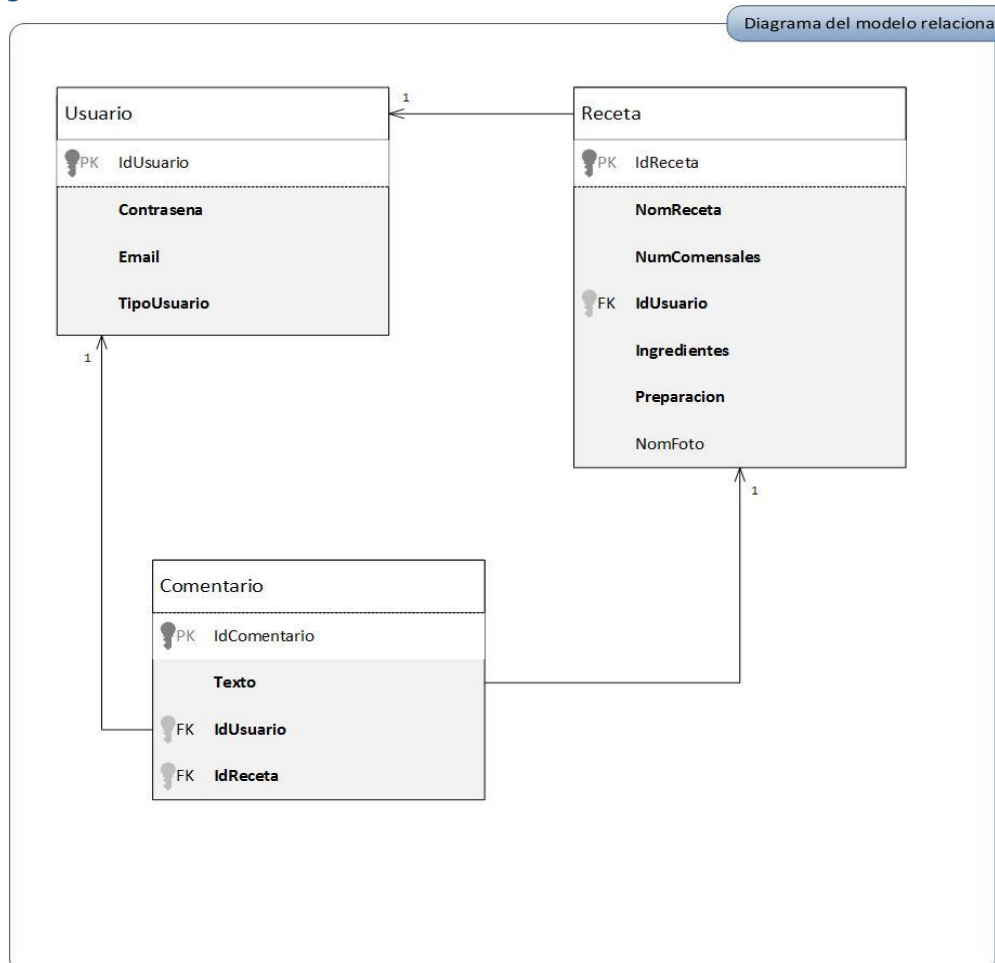 Diagrama del modelo relaciona
Usuario
PK IdUsuario
Contrasena
Email
TipoUsuario
1
Receta
PK IdReceta
NomReceta
NumComensales
FK IdUsuario
Ingredientes
Preparacion
NomFoto
1
1
Comentario
PK IdComentario
Texto
FK IdUsuario
FK IdReceta